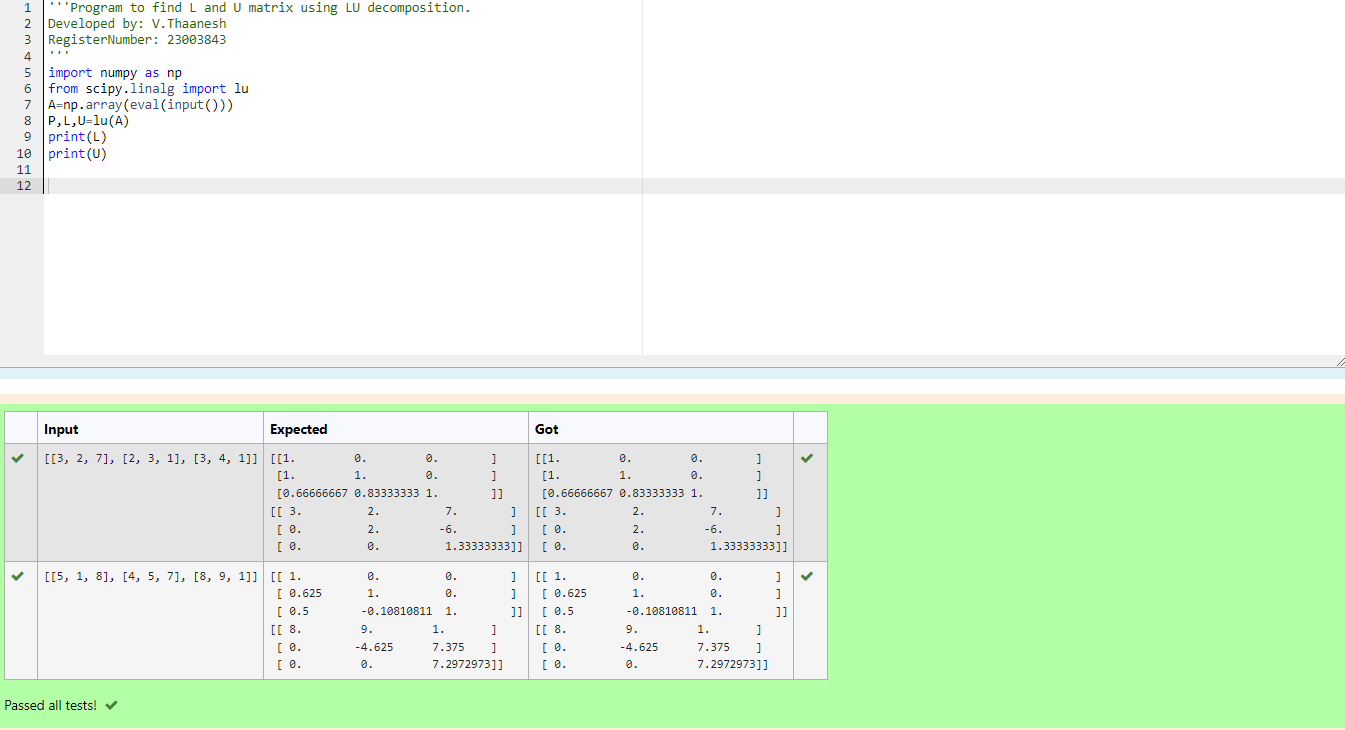 1 '''Program to find L and U matrix using LU decomposition.
2 Developed by: V.Thaanesh
3 RegisterNumber: 23003843
4 '''
5 import numpy as np
6 from scipy.linalg import lu
7 A=np.array(eval(input()))
8 P,L,U=lu(A)
9 print(L)
10 print(U)
11
12
Input Expected Got
[[3, 2, 7], [2, 3, 1], [3, 4, 1]] [[1. 0. 0. ] [[1. 0. 0. ]
[1. 1. 0. ] [1. 1. 0. ]
[0.66666667 0.83333333 1. ]] [0.66666667 0.83333333 1. ]]
[[ 3. 2. 7. ] [[ 3. 2. 7. ]
[ 0. 2. -6. ] [ 0. 2. -6. ]
[ 0. 0. 1.33333333]] [ 0. 0. 1.33333333]]
[[5, 1, 8], [4, 5, 7], [8, 9, 1]] [[ 1. 0. 0. ] [[ 1. 0. 0. ]
[ 0.625 1. 0. ] [ 0.625 1. 0. ]
[ 0.5 -0.10810811 1. ]] [ 0.5 -0.10810811 1. ]]
[[ 8. 9. 1. ] [[ 8. 9. 1. ]
[ 0. -4.625 7.375 ] [ 0. -4.625 7.375 ]
[ 0. 0. 7.2972973]] [ 0. 0. 7.2972973]]
Passed all tests!